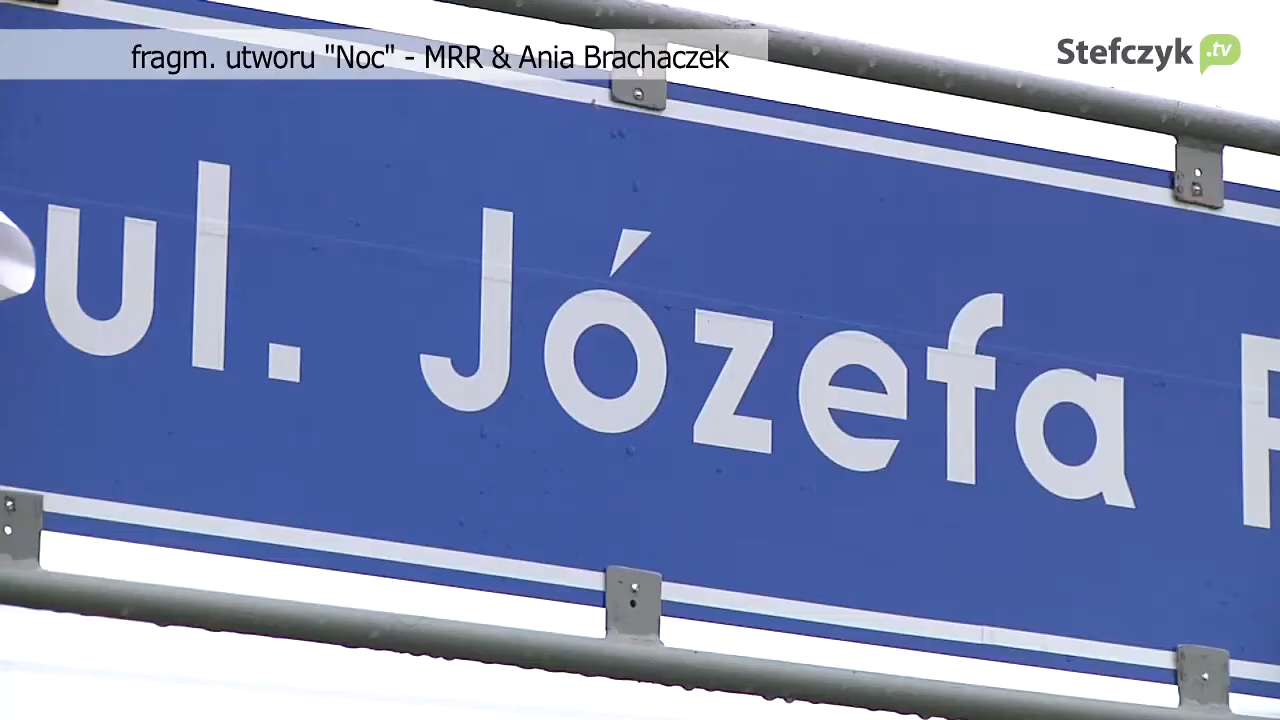 fragm. utworu "Noc" - MRR & Ania Brachaczek
Stefczyk.tv
ul. Józefa